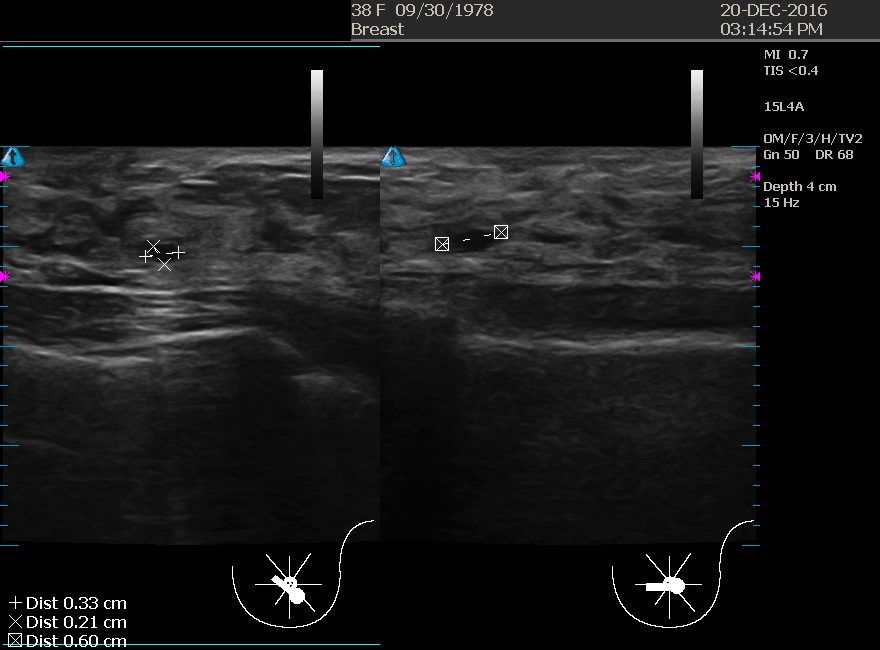 38 F 09/30/1978
20-DEC-2016
Breast
03:14:54 PM
MI 0.7
TIS <0.4
15L4A
OM/F/3/H/TV2
Gn 50 DR 68
Depth 4 cm
15 Hz
Dist 0.33 cm
Dist 0.21 cm
Dist 0.60 cm